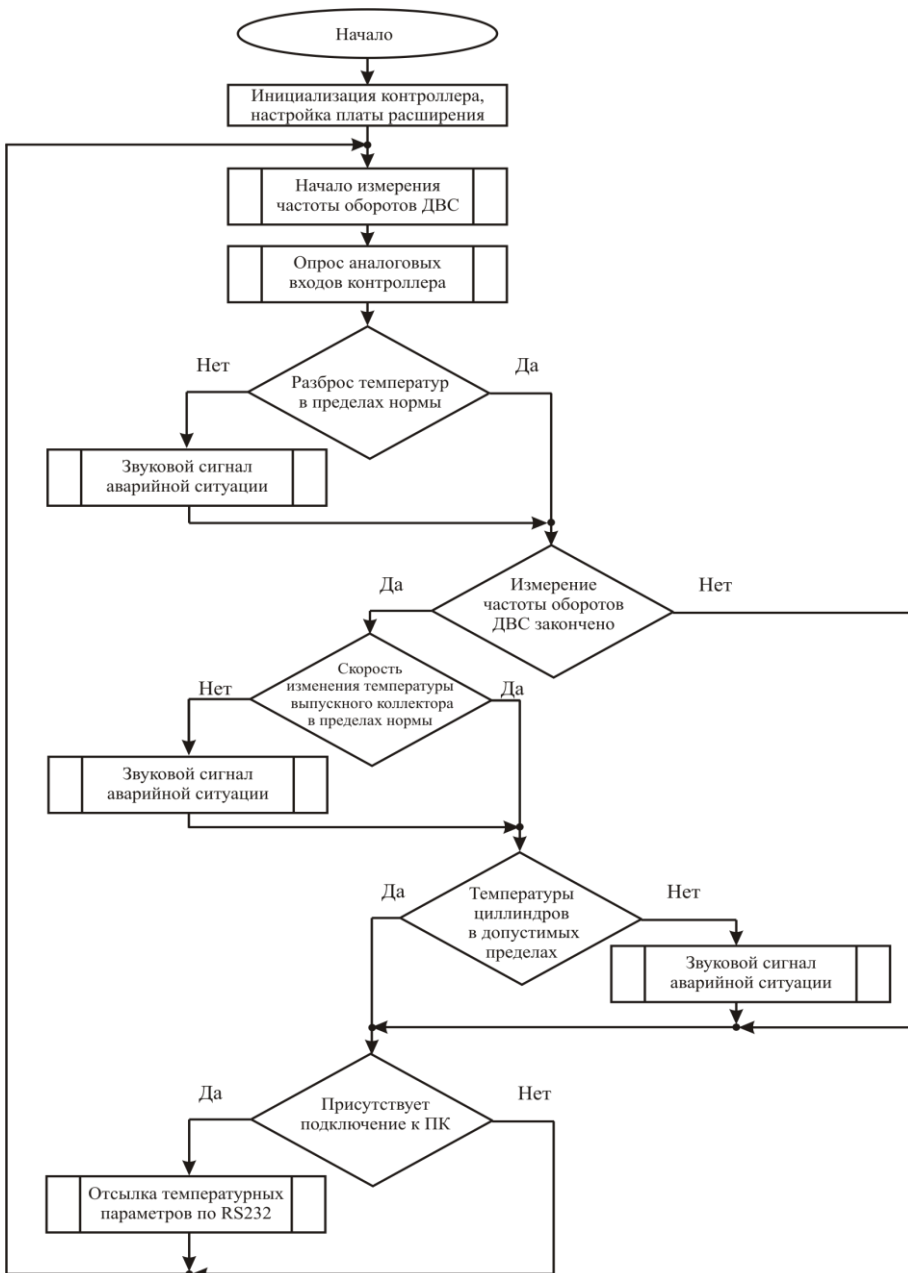 Начало
Инициализация контроллера,
настройка платы расширения
Начало измерения
частоты оборотов ДВС
Опрос аналоговых
входов контроллера
Нет
Да
Разброс температур
в пределах нормы
Звуковой сигнал
аварийной ситуации
Да
Измерение
частоты оборотов
ДВС закончено
Нет
Нет
Скорость
изменения температуры
выпускного коллектора
в пределах нормы
Да
Звуковой сигнал
аварийной ситуации
Да
Температуры
циллиндров
в допустимых
пределах
Нет
Звуковой сигнал
аварийной ситуации
Да
Присутствует
подключение к ПК
Нет
Отсылка температурных
параметров по RS232